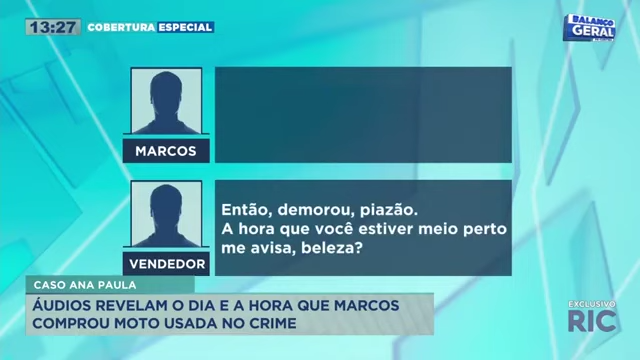 13:27
COBERTURA ESPECIAL
BALANÇO
GERAL
MARCOS
Então, demorou, piazão.
A hora que você estiver meio perto
me avisa, beleza?
VENDEDOR
CASO ANA PAULA
ÁUDIOS REVELAM O DIA E A HORA QUE MARCOS
COMPROU MOTO USADA NO CRIME
EXCLUSIVO
RIC